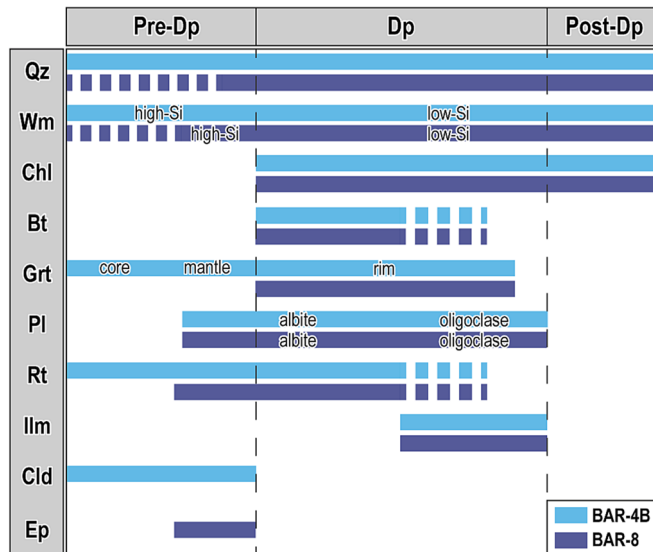 Pre-Dp Dp Post-Dp
Qz
Wm high-Si low-Si
high-Si low-Si
Chl
Bt
Grt core mantle rim
Pl albite oligoclase
albite oligoclase
Rt
Ilm
Cld
Ep
BAR-4B
BAR-8